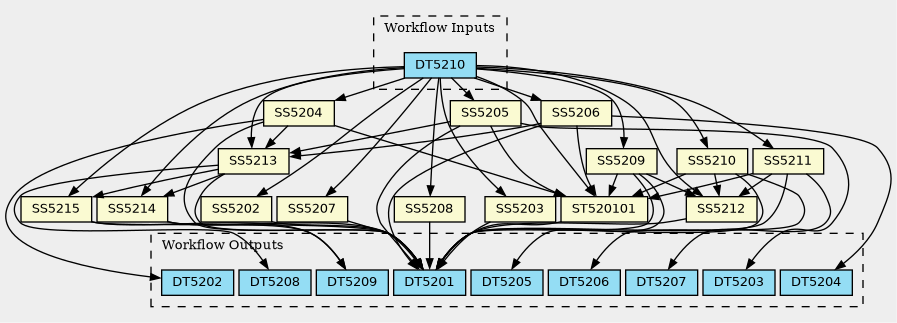 Workflow Inputs
DT5210
SS5204
SS5205
SS5206
SS5213
SS5209
SS5210
SS5211
SS5215
SS5214
SS5202
SS5207
SS5208
SS5203
ST520101
SS5212
Workflow Outputs
DT5202
DT5208
DT5209
DT5201
DT5205
DT5206
DT5207
DT5203
DT5204